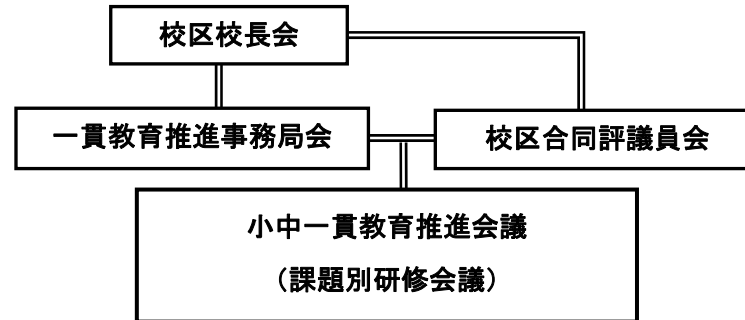 校区校長会
一貫教育推進事務局会
校区合同評議員会
小中一貫教育推進会議
（課題別研修会議）